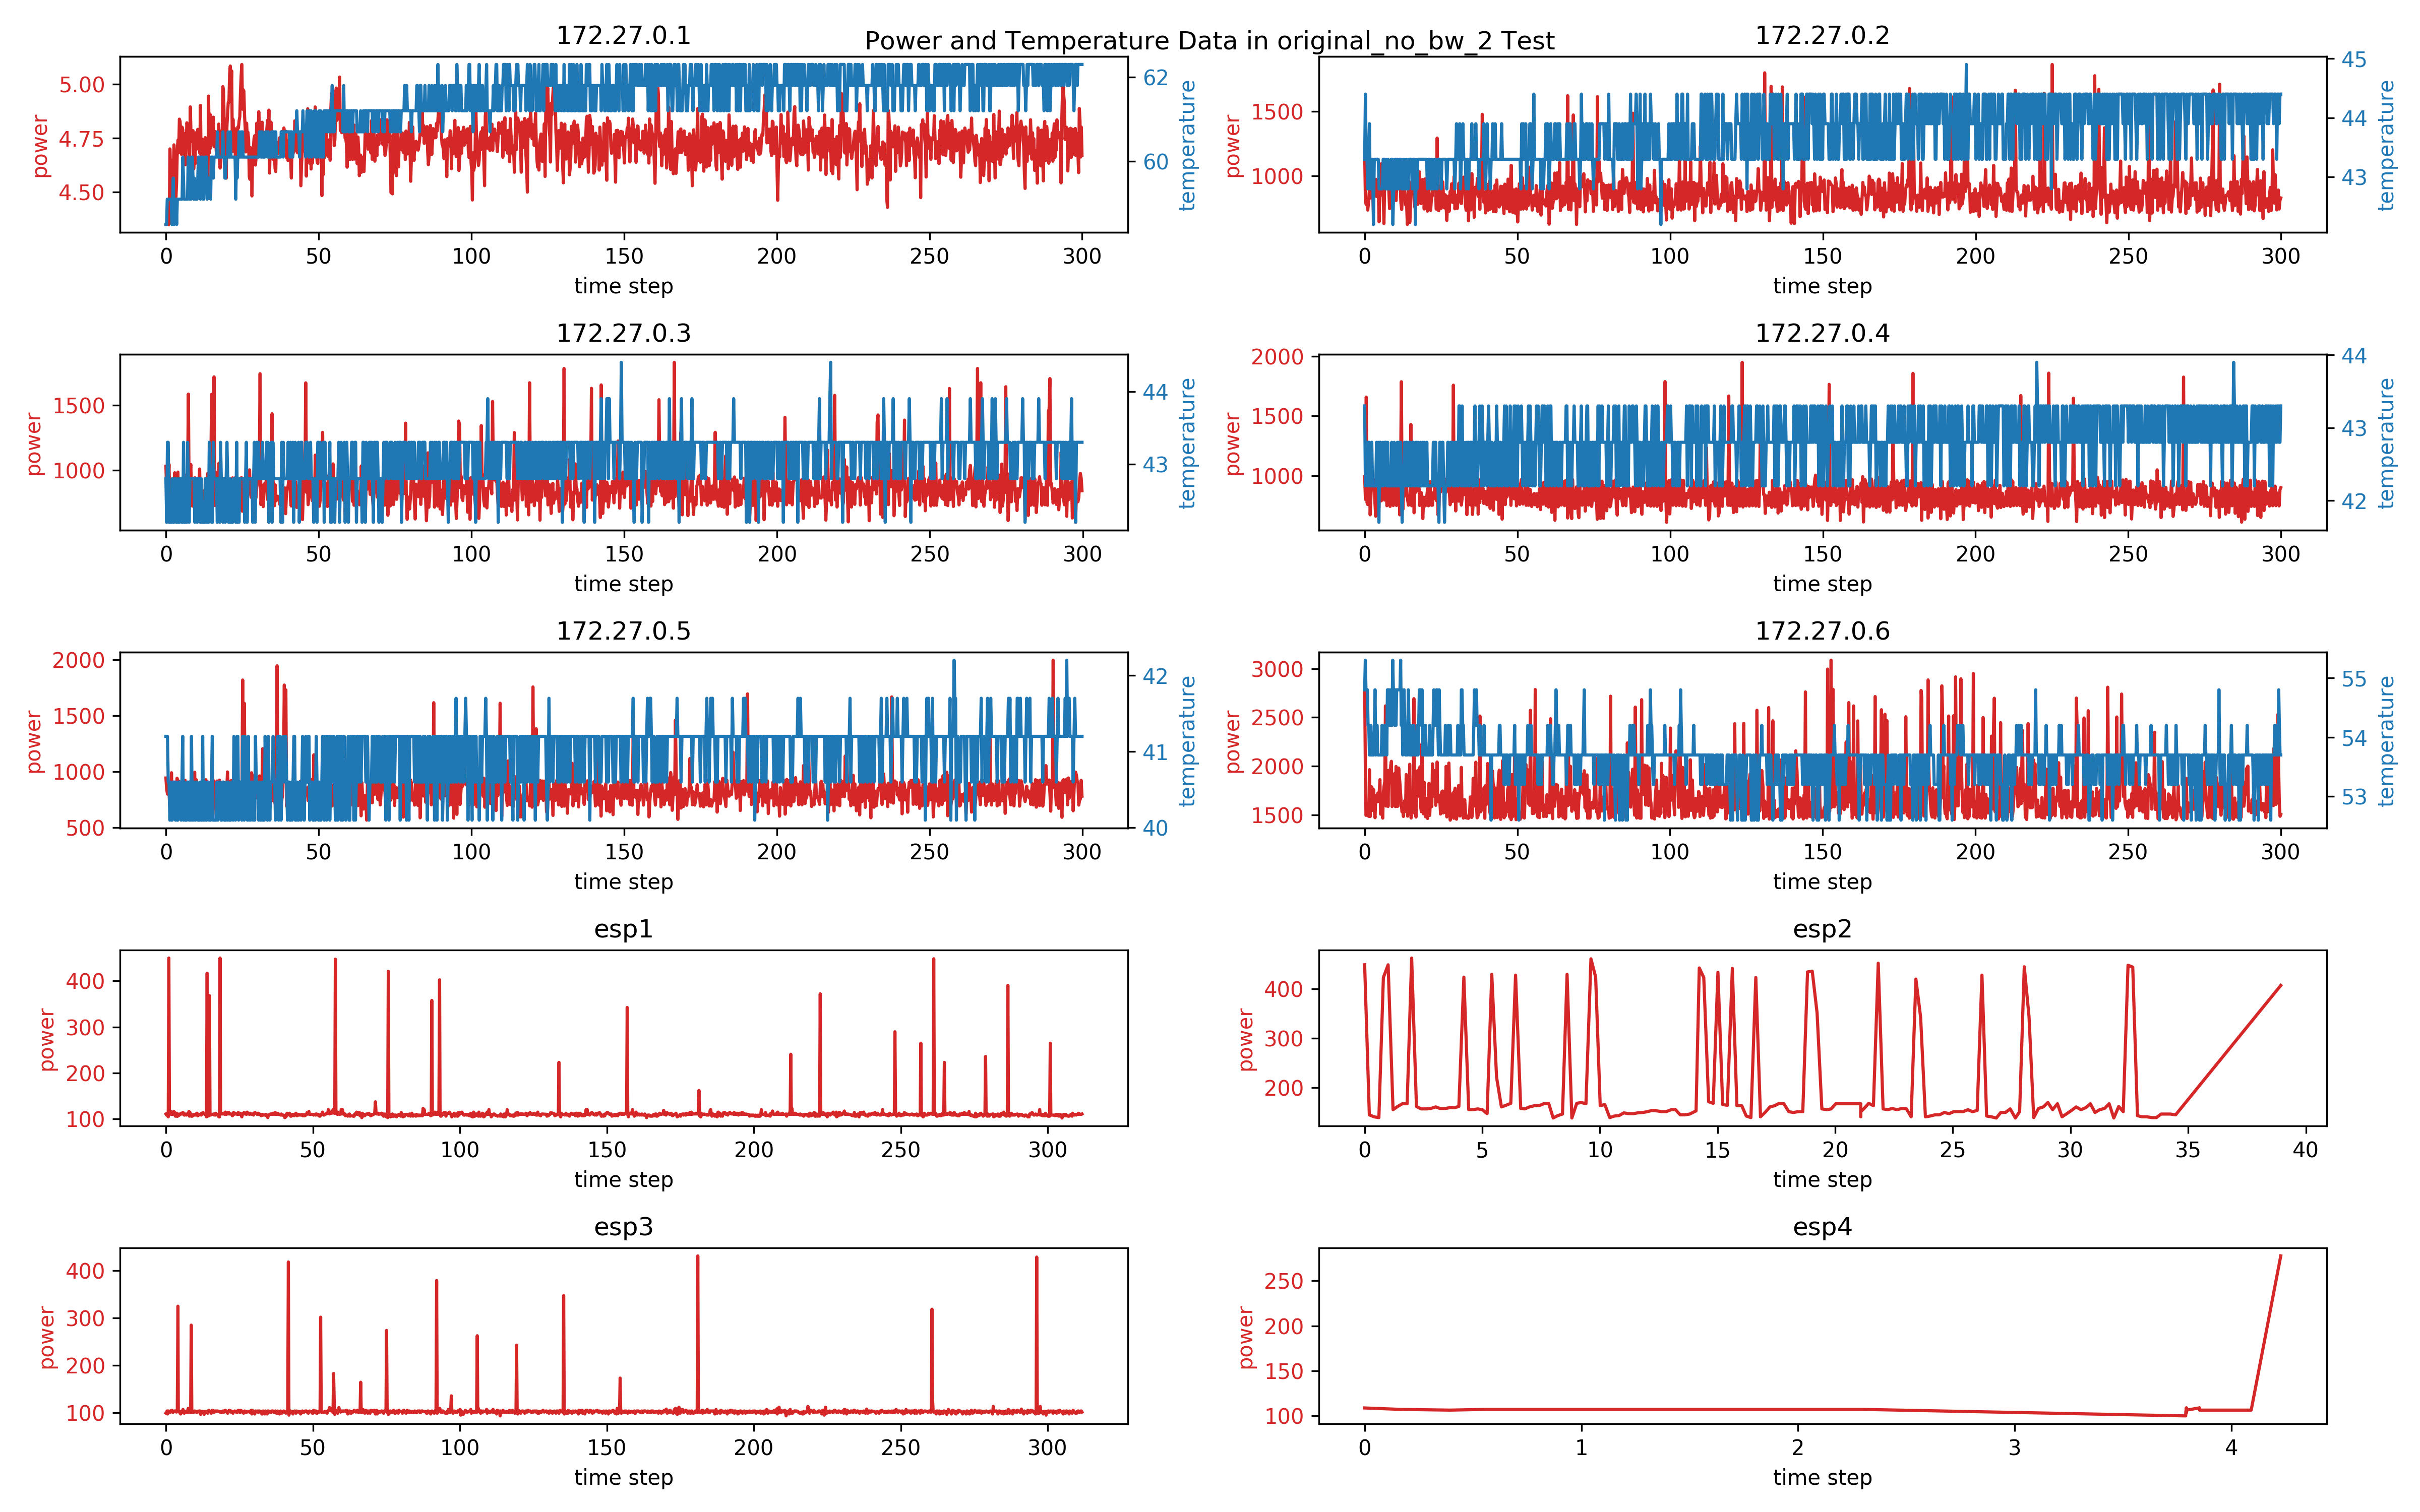 Power and Temperature Data in original_no_bw_2 Test
172.27.0.1
5.00
4.75
4.50
power
62
60
temperature
0 50 100 150 200 250 300
time step
172.27.0.2
1500
1000
power
45
44
43
temperature
0 50 100 150 200 250 300
time step
172.27.0.3
1500
1000
power
44
43
temperature
0 50 100 150 200 250 300
time step
172.27.0.4
2000
1500
1000
power
44
43
42
temperature
0 50 100 150 200 250 300
time step
172.27.0.5
2000
1500
1000
500
power
42
41
40
temperature
0 50 100 150 200 250 300
time step
172.27.0.6
3000
2500
2000
1500
power
55
54
53
temperature
0 50 100 150 200 250 300
time step
esp1
400
300
200
100
power
0 50 100 150 200 250 300
time step
esp2
400
300
200
power
0 5 10 15 20 25 30 35 40
time step
esp3
400
300
200
100
power
0 50 100 150 200 250 300
time step
esp4
250
200
150
100
power
0 1 2 3 4
time step